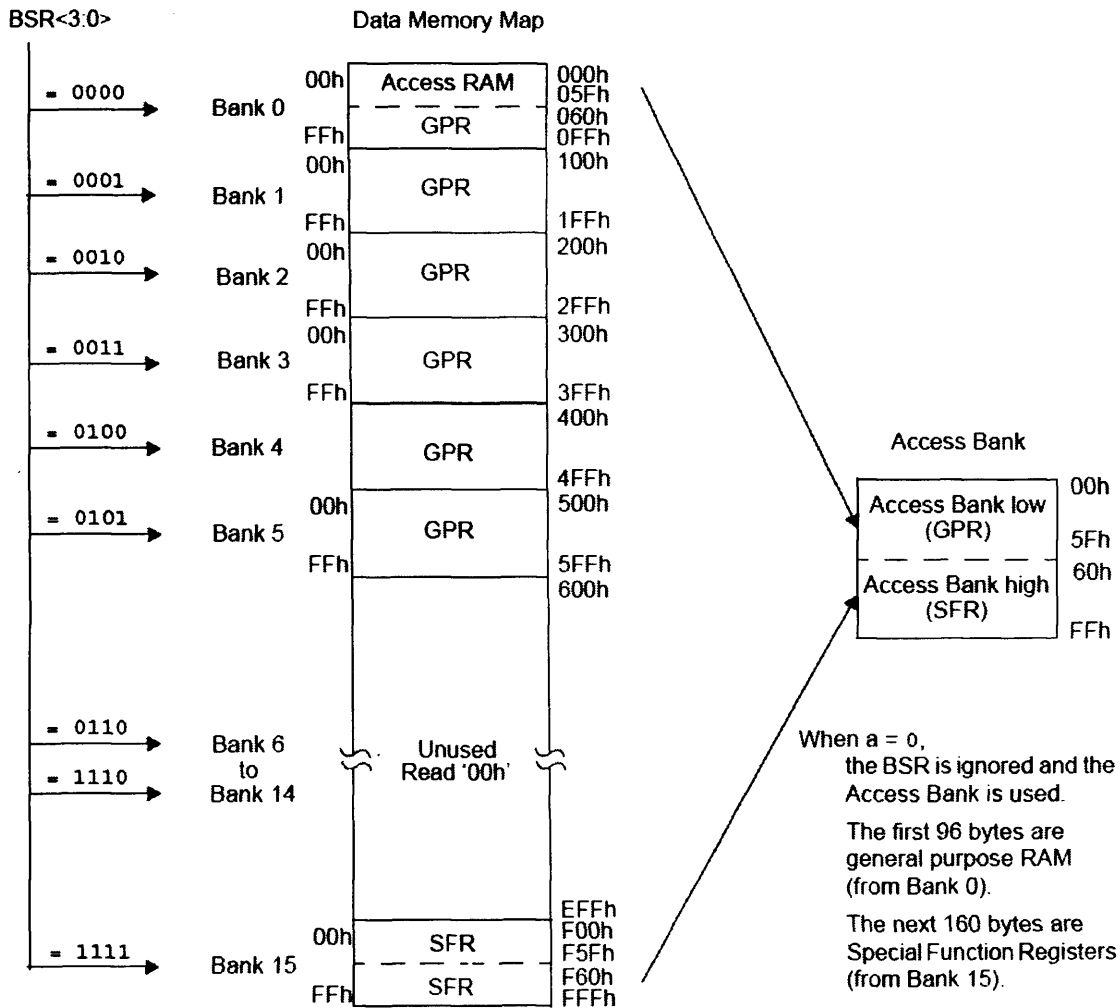 BSR<3:0>
Data Memory Map
= 0000
Bank 0
00h
Access RAM
000h
05Fh
FFh
GPR
060h
0FFh
= 0001
Bank 1
00h
GPR
100h
FFh
1FFh
= 0010
Bank 2
00h
GPR
200h
FFh
2FFh
= 0011
Bank 3
00h
GPR
300h
FFh
3FFh
= 0100
Bank 4
GPR
400h
4FFh
= 0101
Bank 5
00h
GPR
500h
FFh
5FFh
600h
= 0110
Bank 6
to
= 1110
Bank 14
Unused
Read '00h'
EFFh
= 1111
Bank 15
00h
SFR
F00h
F5Fh
FFh
SFR
F60h
FFFh
Access Bank
Access Bank low
(GPR)
00h
5Fh
Access Bank high
(SFR)
60h
FFh
When a = 0,
the BSR is ignored and the
Access Bank is used.
The first 96 bytes are
general purpose RAM
(from Bank 0).
The next 160 bytes are
Special Function Registers
(from Bank 15).